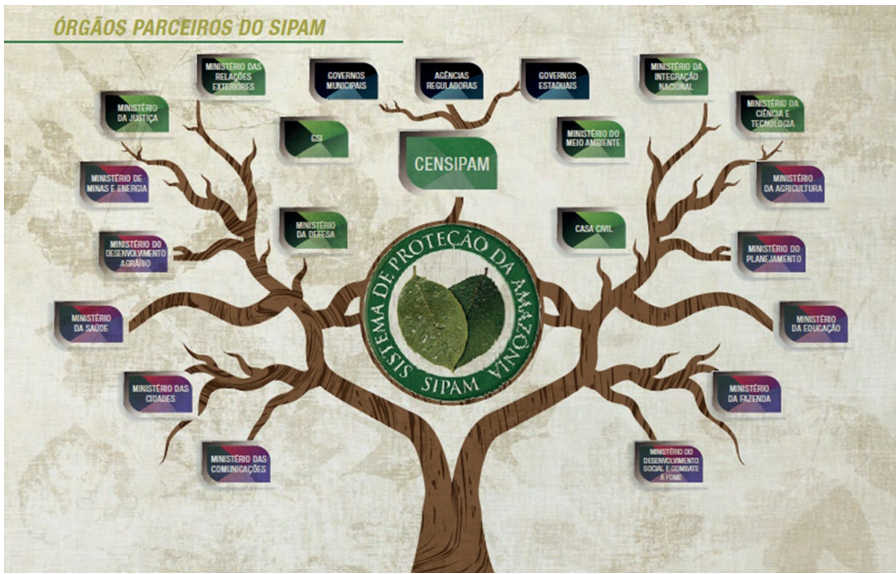 ÓRGÃOS PARCEIROS DO SIPAM
MINISTÉRIO DAS
RELAÇÕES
EXTERIORES
GOVERNOS
MUNICIPAIS
AGÊNCIAS
REGULADORAS
GOVERNOS
ESTADUAIS
MINISTÉRIO DA
INTEGRAÇÃO
NACIONAL
MINISTÉRIO
DA JUSTIÇA
MINISTÉRIO DA
CIÊNCIA E
TECNOLOGIA
GSI
MINISTÉRIO DO
MEIO AMBIENTE
CENSIPAM
MINISTÉRIO DE
MINAS E ENERGIA
MINISTÉRIO
DA AGRICULTURA
MINISTÉRIO
DA DEFESA
CASA CIVIL
MINISTÉRIO DO
DESENVOLVIMENTO
AGRÁRIO
MINISTÉRIO DO
PLANEJAMENTO
SISTEMA DE PROTEÇÃO DA AMAZÔNIA
SIPAM
MINISTÉRIO
DA SAÚDE
MINISTÉRIO
DA EDUCAÇÃO
MINISTÉRIO DAS
CIDADES
MINISTÉRIO
DA FAZENDA
MINISTÉRIO DAS
COMUNICAÇÕES
MINISTÉRIO DO
DESENVOLVIMENTO
SOCIAL E COMBATE
À FOME